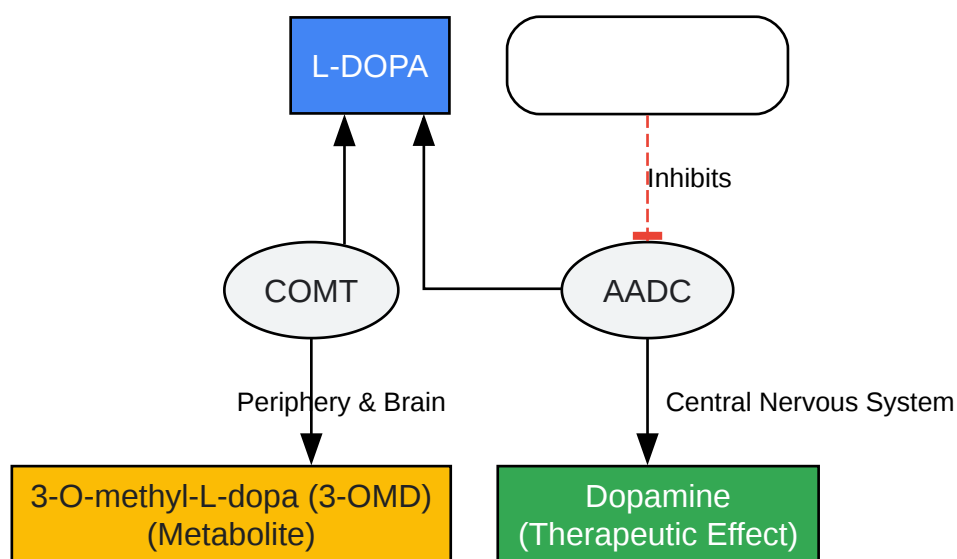 L-DOPA
Inhibits
COMT
AADC
Periphery & Brain
Central Nervous System
3-O-methyl-L-dopa (3-OMD)
(Metabolite)
Dopamine
(Therapeutic Effect)